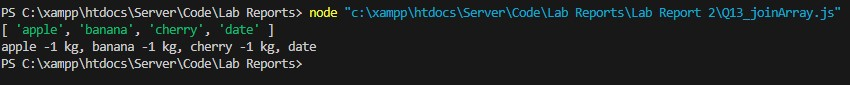 PS C:\xampp\htdocs\Server\Code\Lab Reports> node "c:\xampp\htdocs\Server\Code\Lab Reports\Lab Report 2\Q13_joinArray.js"
[ 'apple', 'banana', 'cherry', 'date' ]
apple -1 kg, banana -1 kg, cherry -1 kg, date
PS C:\xampp\htdocs\Server\Code\Lab Reports>